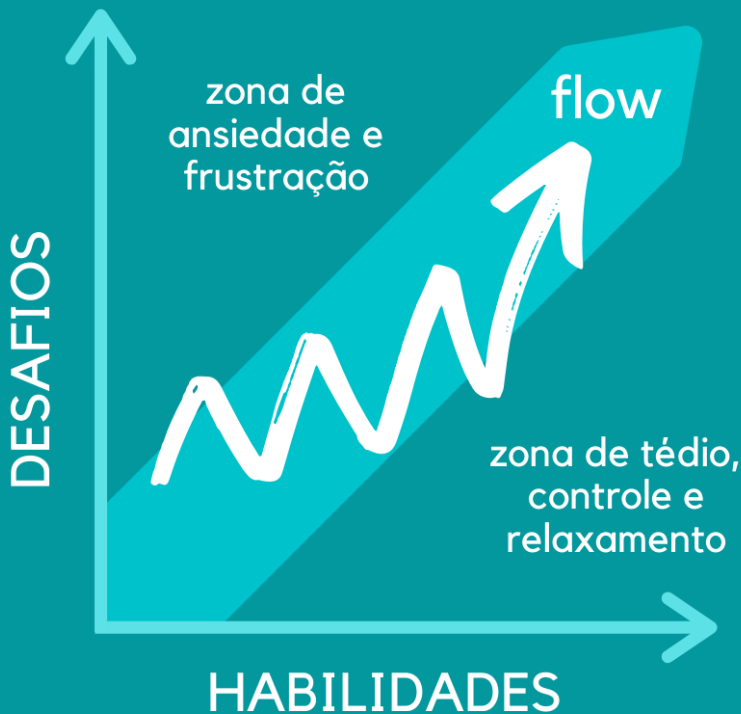 zona de
ansiedade e
frustração
flow
DESAFIOS
zona de tédio,
controle e
relaxamento
HABILIDADES